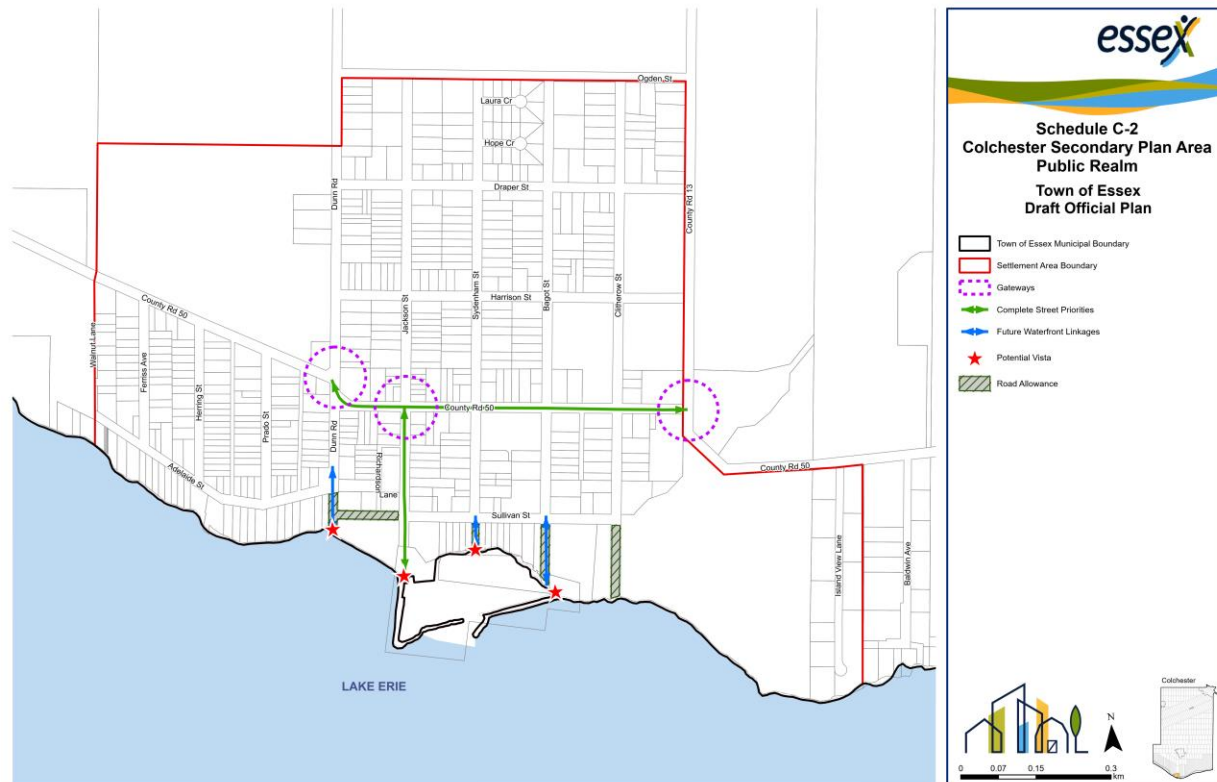 essex
Schedule C-2
Colchester Secondary Plan Area
Public Realm
Town of Essex
Draft Official Plan
Town of Essex Municipal Boundary
Settlement Area Boundary
Gateways
Complete Street Priorities
Future Waterfront Linkages
Potential Vista
Road Allowance
Ogden St
Laura Cr
Hope Cr
Draper St
Dunn Rd
County Rd 13
County Rd 50
Jackson St
Sydenham St
Harrison St
Bagot St
Clitherow St
Walnut Lane
Ferriss Ave
Herring St
Prado St
Dunn Rd
County Rd 50
Richardson
Lane
Adelaide St
Sullivan St
County Rd 50
Island View Lane
Baldwin Ave
LAKE ERIE
N
0 0.07 0.15 0.3
km
Colchester